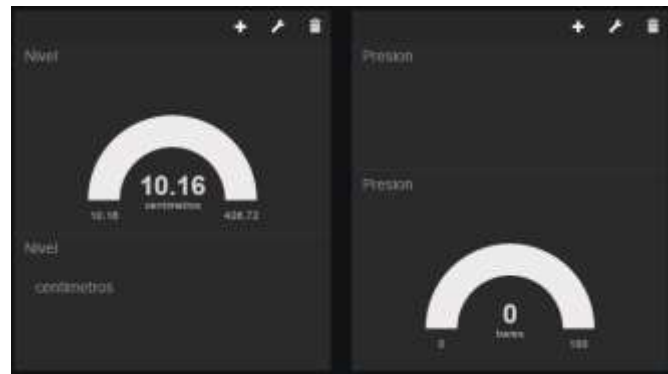 Nivel
10.16
centimetros
10.16
426.72
Nivel
centimetros
Presion
Presion
0
bares
0
100